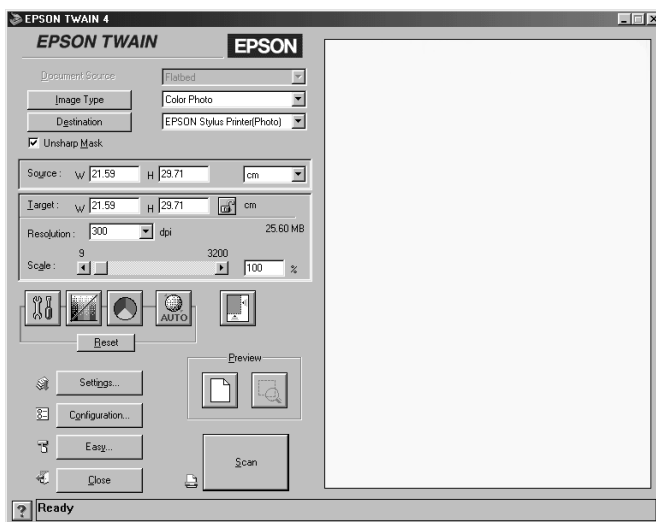 EPSON TWAIN 4
EPSON TWAIN EPSON
Document Source Flatbed
Image Type Color Photo
Destination EPSON Stylus Printer(Photo)
Unsharp Mask
Source : W 21.59 H 29.71 cm
Target : W 21.59 H 29.71 cm
Resolution : 300 dpi 25.60 MB
9 3200
Scale : 100 %
AUTO
Reset
Preview
Settings...
Configuration...
Easy...
Scan
Close
? Ready